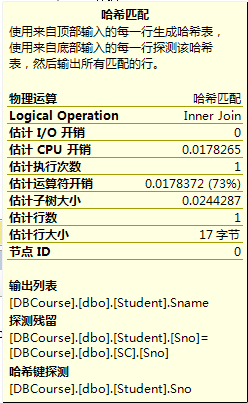 哈希匹配
使用来自顶部输入的每一行生成哈希表，
使用来自底部输入的每一行探测该哈希
表，然后输出所有匹配的行。
物理运算 哈希匹配
Logical Operation Inner Join
估计 I/O 开销 0
估计 CPU 开销 0.0178265
估计执行次数 1
估计运算符开销 0.0178372 (73%)
估计子树大小 0.0244287
估计行数 1
估计行大小 17 字节
节点 ID 0
输出列表
[DBCourse].[dbo].[Student].Sname
探测残留
[DBCourse].[dbo].[Student].[Sno]=
[DBCourse].[dbo].[SC].[Sno]
哈希键探测
[DBCourse].[dbo].[Student].Sno